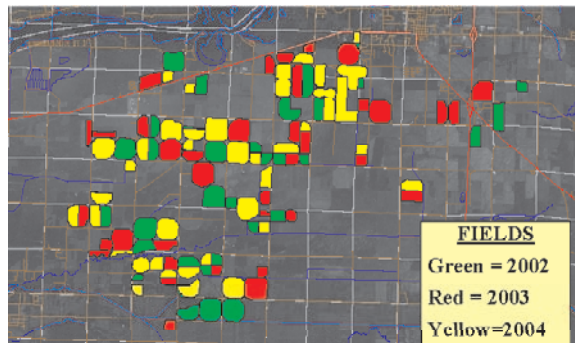 FIELDS
Green = 2002
Red = 2003
Yellow=2004